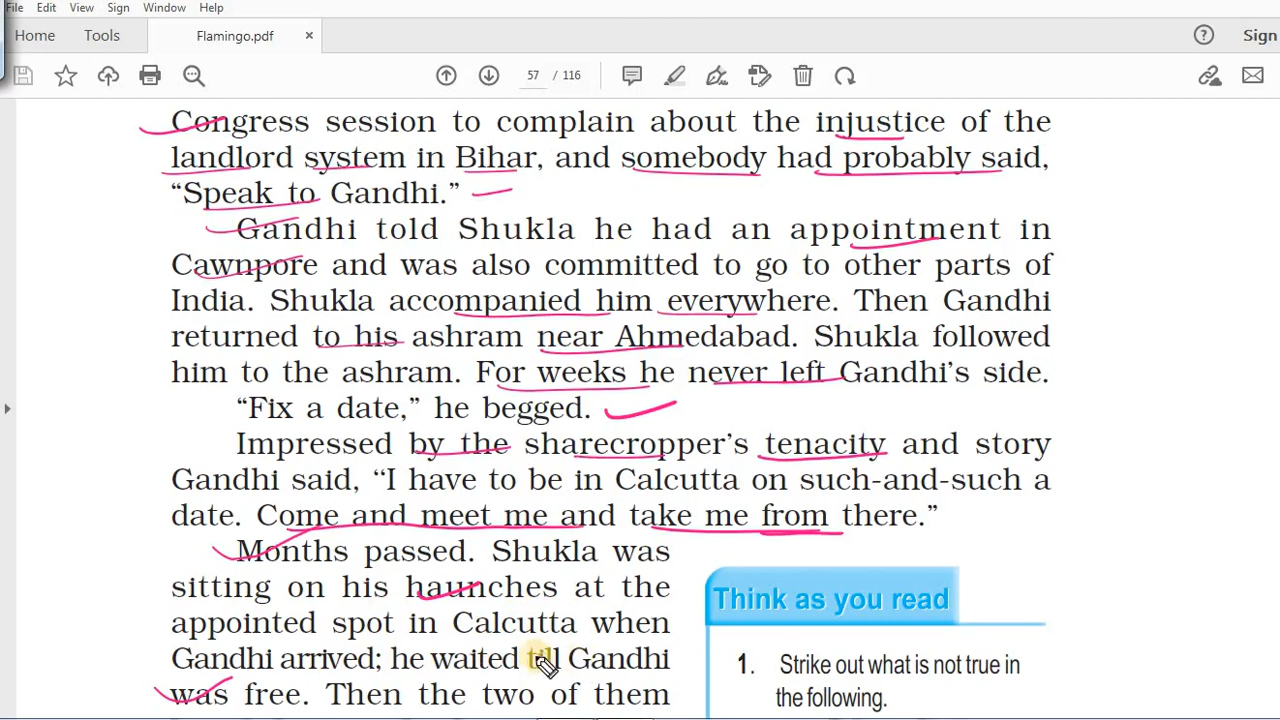 File Edit View Sign Window Help
Home Tools Flamingo.pdf × Sign
57 / 116
Congress session to complain about the injustice of the
landlord system in Bihar, and somebody had probably said,
“Speak to Gandhi.”
Gandhi told Shukla he had an appointment in
Cawnpore and was also committed to go to other parts of
India. Shukla accompanied him everywhere. Then Gandhi
returned to his ashram near Ahmedabad. Shukla followed
him to the ashram. For weeks he never left Gandhi’s side.
“Fix a date,” he begged.
Impressed by the sharecropper’s tenacity and story
Gandhi said, “I have to be in Calcutta on such-and-such a
date. Come and meet me and take me from there.”
Months passed. Shukla was
sitting on his haunches at the
appointed spot in Calcutta when
Gandhi arrived; he waited till Gandhi
was free. Then the two of them
Think as you read
1. Strike out what is not true in
the following.